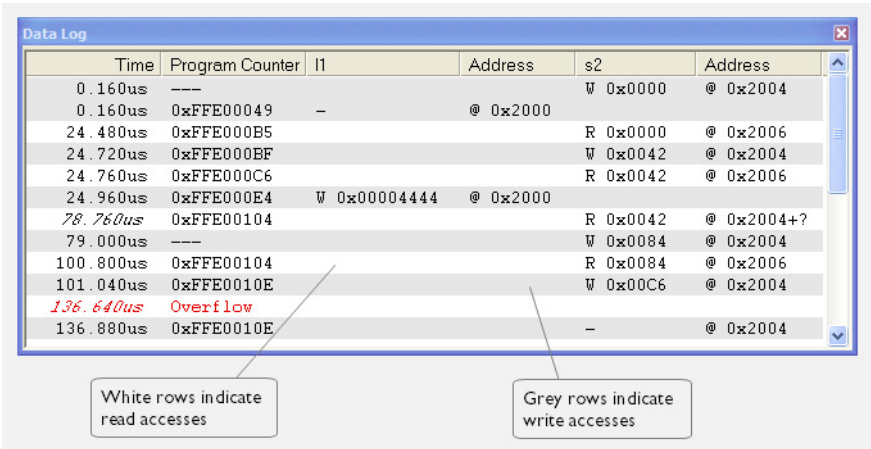 Data Log
Time Program Counter l1 Address s2 Address
0.160us --- W 0x0000 @ 0x2004
0.160us 0xFFE00049 - @ 0x2000
24.480us 0xFFE000B5 R 0x0000 @ 0x2006
24.720us 0xFFE000BF W 0x0042 @ 0x2004
24.760us 0xFFE000C6 R 0x0042 @ 0x2006
24.960us 0xFFE000E4 W 0x00004444 @ 0x2000
78.760us 0xFFE00104 R 0x0042 @ 0x2004+?
79.000us --- W 0x0084 @ 0x2004
100.800us 0xFFE00104 R 0x0084 @ 0x2006
101.040us 0xFFE0010E W 0x00C6 @ 0x2004
136.640us Overflow
136.880us 0xFFE0010E - @ 0x2004
White rows indicate
read accesses
Grey rows indicate
write accesses